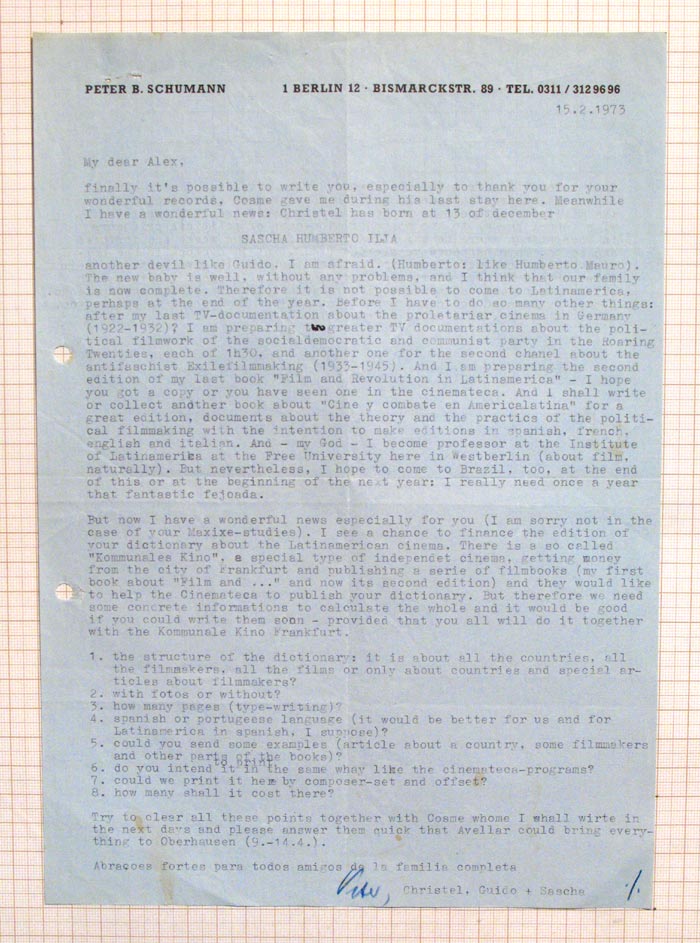 PETER B. SCHUMANN 1 BERLIN 12 · BISMARCKSTR. 89 · TEL. 0311 / 3129696
15.2.1973
My dear Alex,
finally it's possible to write you, especially to thank you for your
wonderful records, Cosme gave me during his last stay here. Meanwhile
I have a wonderful news: Christel has born at 13 of december
SASCHA HUMBERTO ILJA
another devil like Guido, I am afraid. (Humberto: like Humberto Mauro).
The new baby is well, without any problems, and I think that our family
is now complete. Therefore it is not possible to come to Latinamerica,
perhaps at the end of the year. Before I have to do so many other things:
after my last TV-documentation about the proletarian cinema in Germany
(1922-1932)? I am preparing two greater TV documentations about the poli-
tical filmwork of the socialdemocratic and communist party in the Roaring
Twenties, each of 1h30, and another one for the second chanel about the
antifaschist Exilefilmmaking (1933-1945). And I am preparing the second
edition of my last book "Film and Revolution in Latinamerica" - I hope
you got a copy or you have seen one in the cinemateca. And I shall write
or collect another book about "Cine y combate en Americalatina" for a
great edition, documents about the theory and the practics of the politi-
cal filmmaking with the intention to make editions in spanish, french,
english and italian. And - my God - I become professor at the Institute
of Latinamerica at the Free University here in Westberlin (about film,
naturally). But nevertheless, I hope to come to Brazil, too, at the end
of this or at the beginning of the next year: I really need once a year
that fantastic fejoada.
But now I have a wonderful news especially for you (I am sorry not in the
case of your Maxixe-studies). I see a chance to finance the edition of
your dictionary about the Latinamerican cinema. There is a so called
"Kommunales Kino", a special type of independet cinema, getting money
from the city of Frankfurt and publishing a serie of filmbooks (my first
book about "Film and ..." and now its second edition) and they would like
to help the Cinemateca to publish your dictionary. But therefore we need
some concrete informations to calculate the whole and it would be good
if you could write them soon - provided that you all will do it together
with the Kommunale Kino Frankfurt.
1. the structure of the dictionary: it is about all the countries, all
the filmmakers, all the films or only about countries and special ar-
ticles about filmmakers?
2. with fotos or without?
3. how many pages (type-writing)?
4. spanish or portugeese language (it would be better for us and for
Latinamerica in spanish, I suppose)?
5. could you send some examples (article about a country, some filmmakers
and other parts of the books)?
6. do you intend to print it in the same whay like the cinemateca-programs?
7. could we print it here by composer-set and offset?
8. how many shall it cost there?
Try to clear all these points together with Cosme whome I whall wirte in
the next days and please answer them quick that Avellar could bring every-
thing to Oberhausen (9.-14.4.).
Abracoes fortes para todos amigos de la familia completa
Peter, Christel, Guido + Sascha ·/.